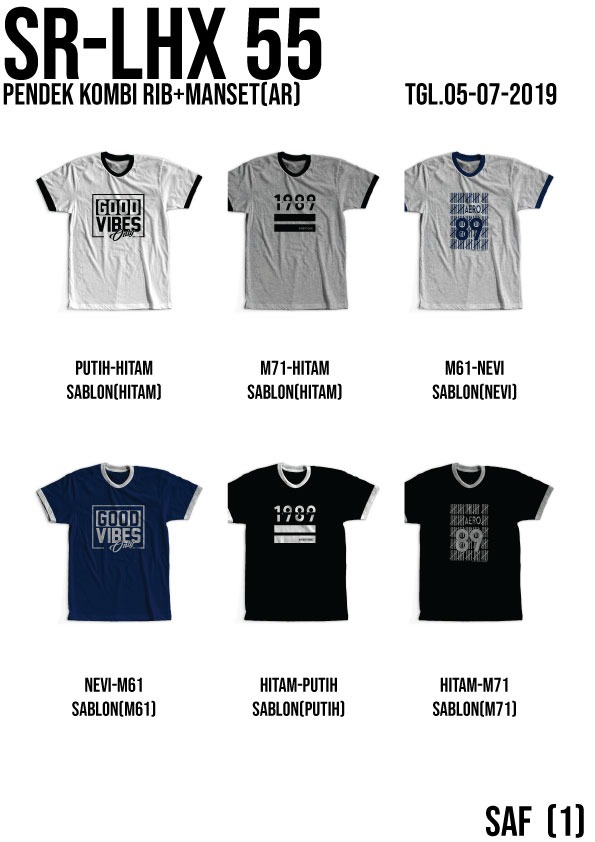 SR-LHX 55
PENDEK KOMBI RIB+MANSET(AR)
TGL.05-07-2019
GOOD
VIBES
Only
1989
AERO
89
PUTIH-HITAM
SABLON(HITAM)
M71-HITAM
SABLON(HITAM)
M61-NEVI
SABLON(NEVI)
GOOD
VIBES
Only
1989
AERO
89
NEVI-M61
SABLON(M61)
HITAM-PUTIH
SABLON(PUTIH)
HITAM-M71
SABLON(M71)
SAF (1)